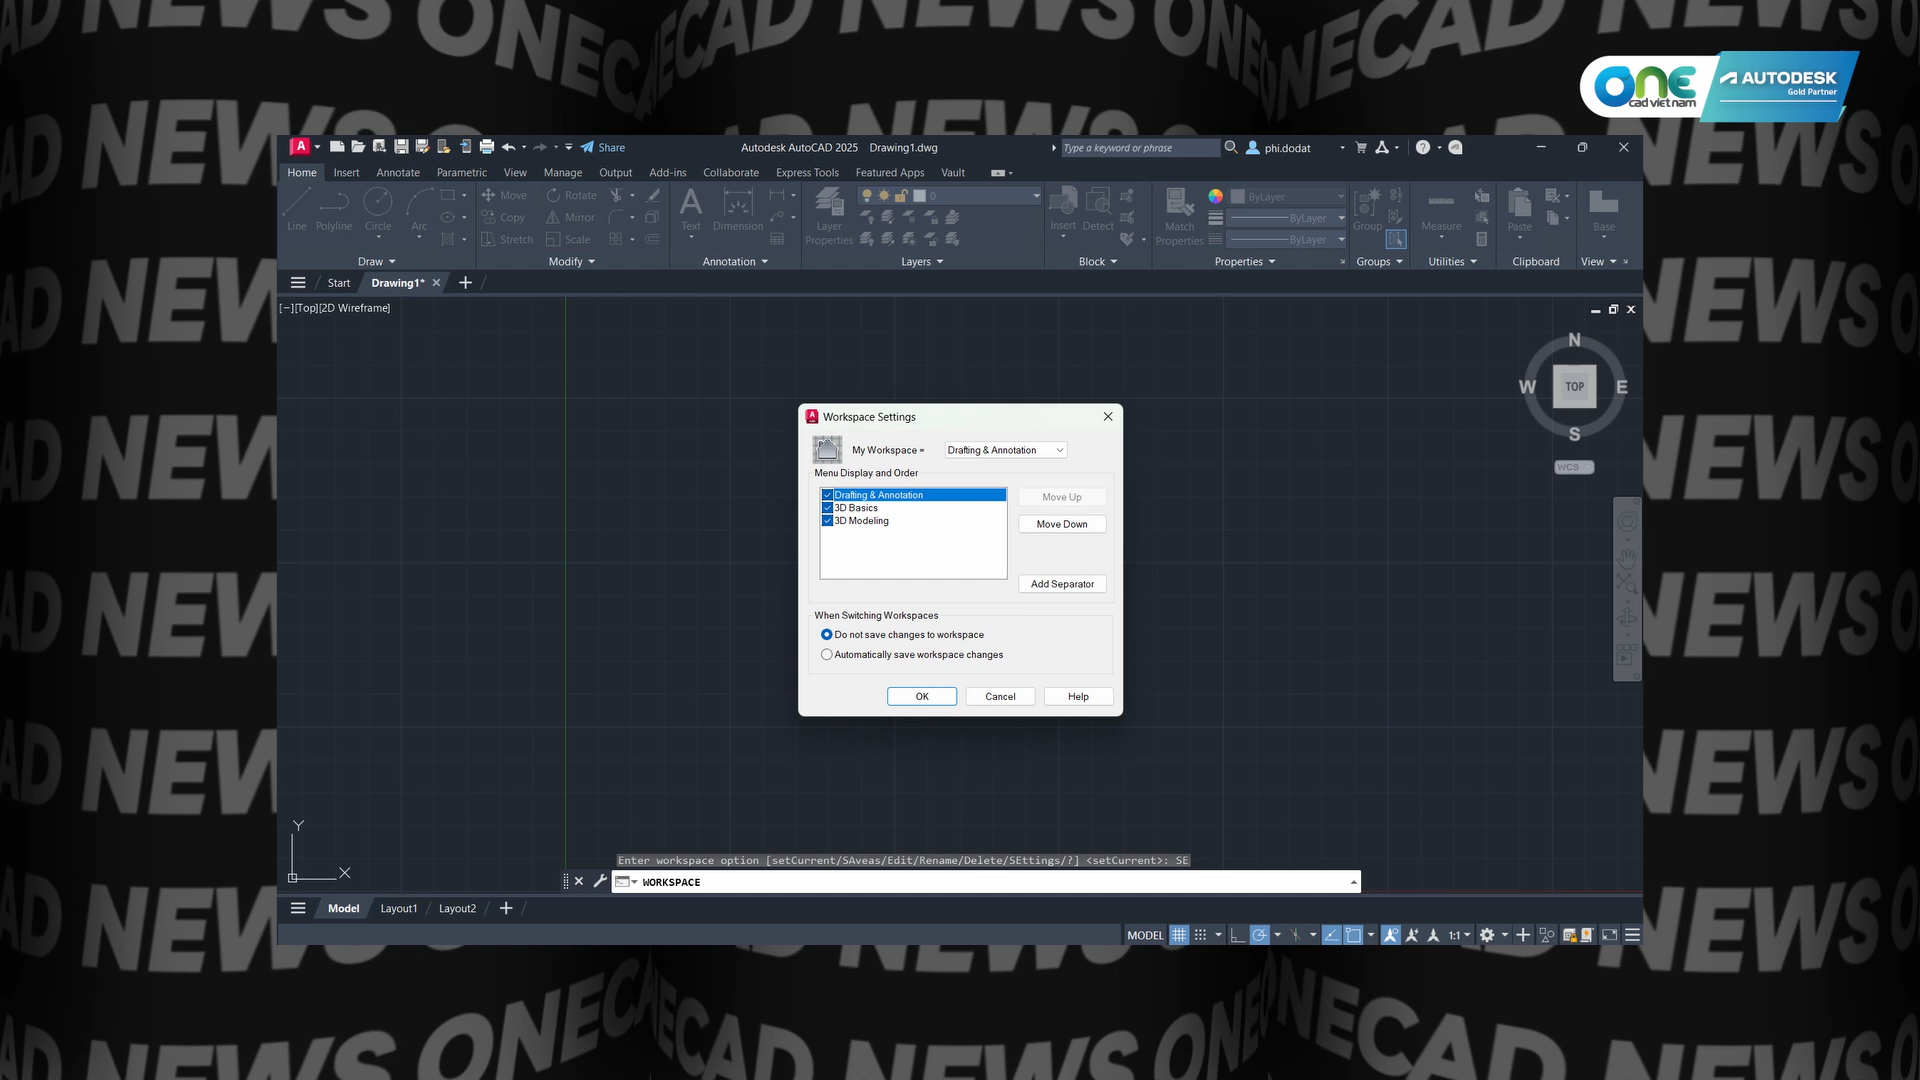 ONECAD NEWS
one
cad viet nam
AUTODESK
Gold Partner
Share
Autodesk AutoCAD 2025 Drawing1.dwg
Type a keyword or phrase
phi.dodat
Home Insert Annotate Parametric View Manage Output Add-ins Collaborate Express Tools Featured Apps Vault
Line Polyline Circle Arc
Move Rotate
Copy Mirror
Stretch Scale
Text Dimension
Layer Properties
0
Insert Detect
Match Properties
ByLayer
ByLayer
ByLayer
Group
Measure
Paste
Base
Draw Modify Annotation Layers Block Properties Groups Utilities Clipboard View
Start Drawing1*
[−][Top][2D Wireframe]
N
W TOP E
S
WCS
Workspace Settings
My Workspace = Drafting & Annotation
Menu Display and Order
Drafting & Annotation
3D Basics
3D Modeling
Move Up
Move Down
Add Separator
When Switching Workspaces
Do not save changes to workspace
Automatically save workspace changes
OK Cancel Help
Y
X
Enter workspace option [setCurrent/SAveas/Edit/Rename/Delete/SEttings/?] <setCurrent>: SE
WORKSPACE
Model Layout1 Layout2
MODEL 1:1